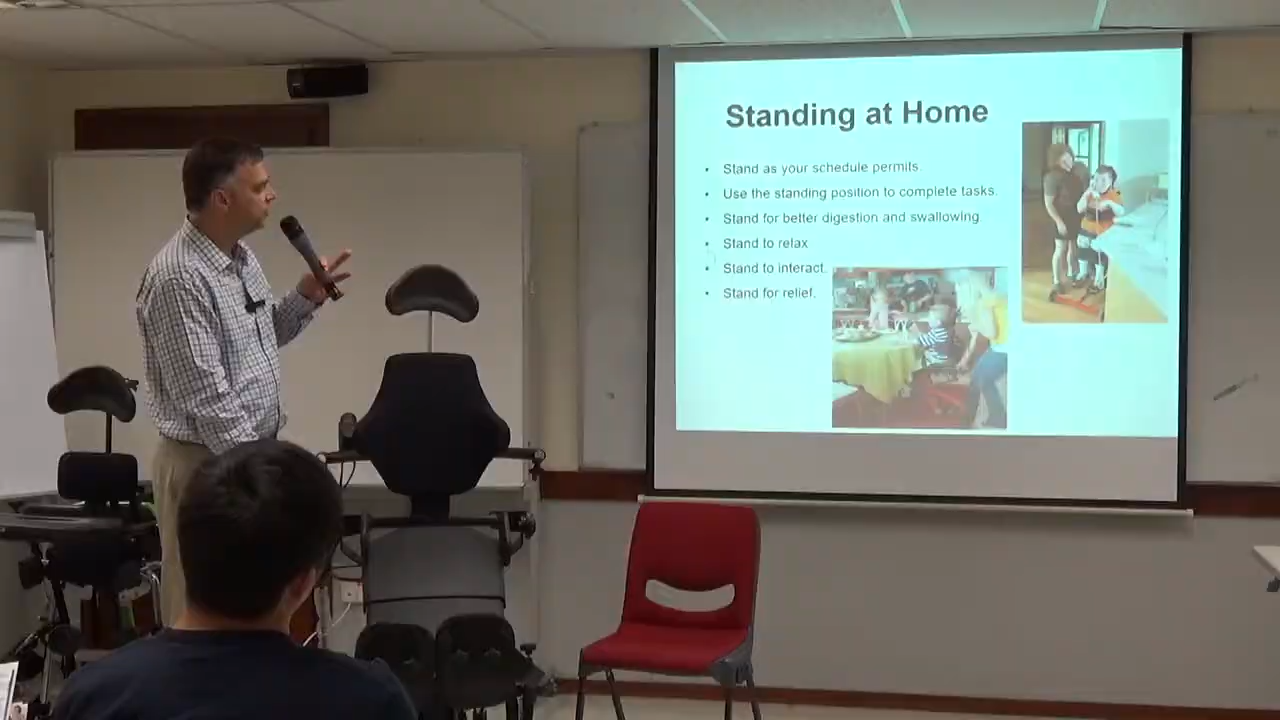 Standing at Home
• Stand as your schedule permits.
• Use the standing position to complete tasks.
• Stand for better digestion and swallowing
• Stand to relax
• Stand to interact.
• Stand for relief.